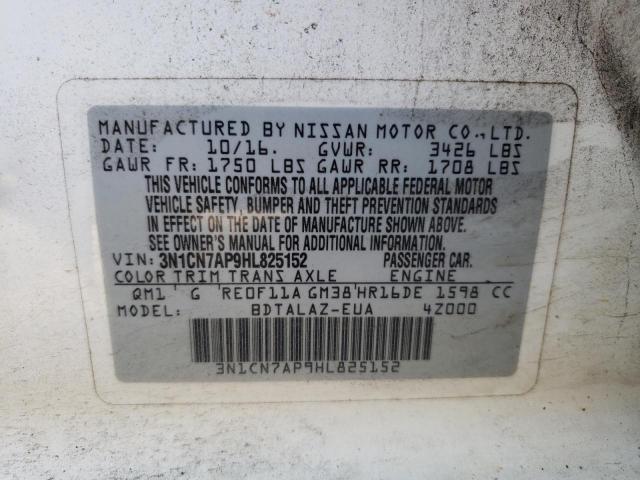 MANUFACTURED BY NISSAN MOTOR CO.,LTD.
DATE: 10/16. GVWR: 3426 LBS
GAWR FR: 1750 LBS GAWR RR: 1708 LBS
THIS VEHICLE CONFORMS TO ALL APPLICABLE FEDERAL MOTOR
VEHICLE SAFETY, BUMPER AND THEFT PREVENTION STANDARDS
IN EFFECT ON THE DATE OF MANUFACTURE SHOWN ABOVE.
SEE OWNER'S MANUAL FOR ADDITIONAL INFORMATION.
VIN: 3N1CN7AP9HL825152 PASSENGER CAR.
COLOR TRIM TRANS AXLE ENGINE
QM1 G RE0F11A GM38 HR16DE 1598 CC
MODEL: BDTALAZ-EUA 4Z000
3N1CN7AP9HL825152